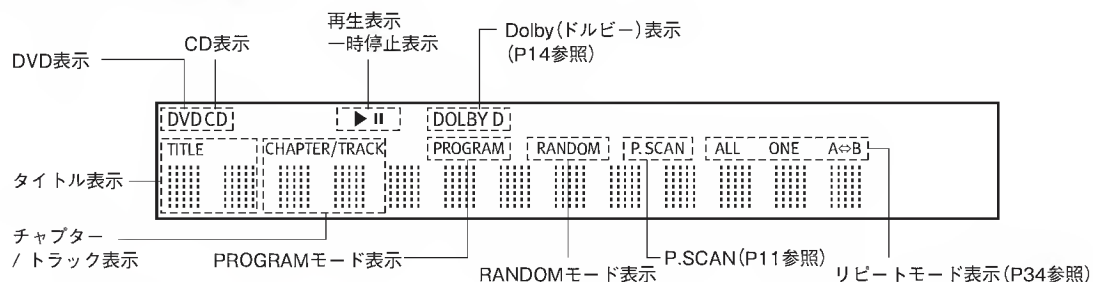 再生表示
一時停止表示
Dolby(ドルビー)表示
(P14参照)
CD表示
DVD表示
DVD CD ▶ II DOLBY D
TITLE CHAPTER/TRACK PROGRAM RANDOM P.SCAN ALL ONE A⇔B
タイトル表示
チャプター
/ トラック表示
PROGRAMモード表示
RANDOMモード表示
P.SCAN(P11参照)
リピートモード表示(P34参照)